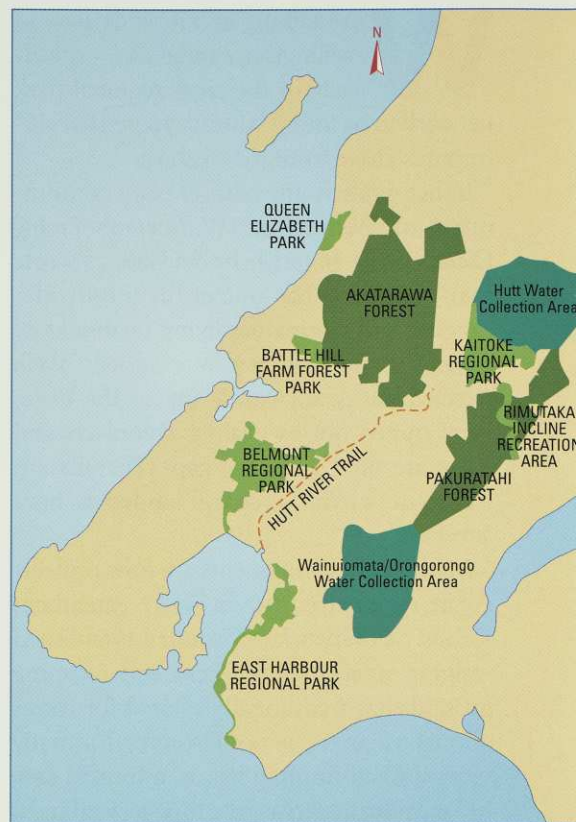 N
QUEEN
ELIZABETH
PARK
AKATARAWA
FOREST
Hutt Water
Collection Area
KAITOKE
REGIONAL
PARK
BATTLE HILL
FARM FOREST
PARK
RIMUTAKA
INCLINE
RECREATION
AREA
BELMONT
REGIONAL
PARK
HUTT RIVER TRAIL
PAKURATAHI
FOREST
Wainuiomata/Orongorongo
Water Collection Area
EAST HARBOUR
REGIONAL PARK